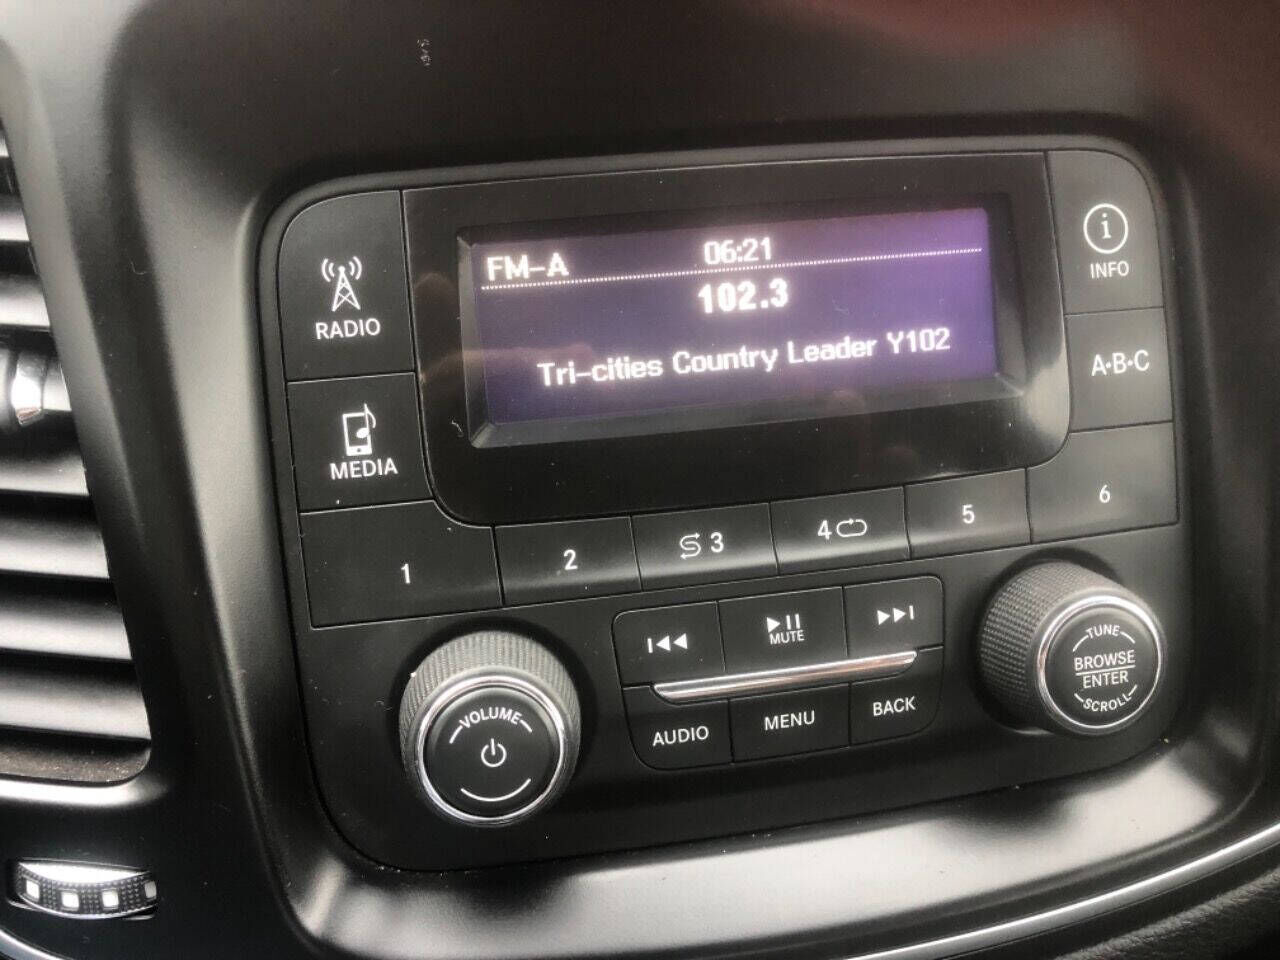 FM-A 06:21
102.3
Tri-cities Country Leader Y102
RADIO
MEDIA
i
INFO
A•B•C
1 2 3 4 5 6
MUTE
AUDIO MENU BACK
VOLUME
TUNE
BROWSE
ENTER
SCROLL